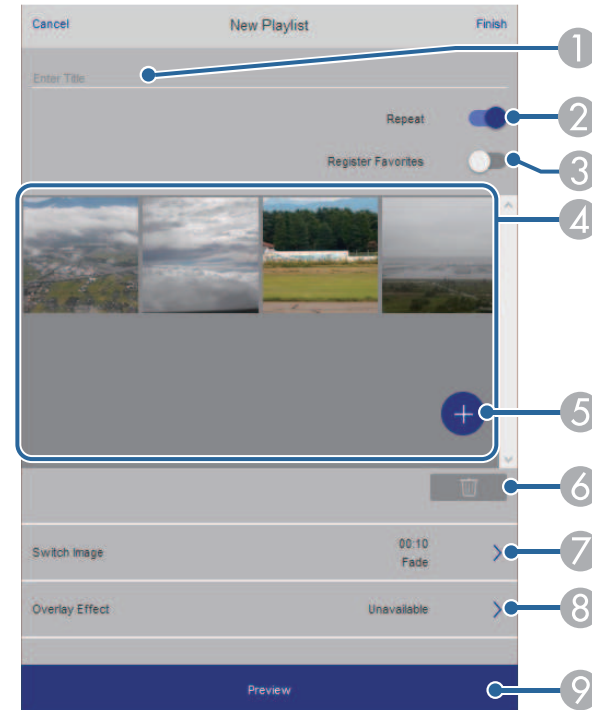 Cancel New Playlist Finish
1
Enter Title
Repeat
2
Register Favorites
3
4
5
6
Switch Image 00:10
Fade
7
Overlay Effect Unavailable
8
Preview
9